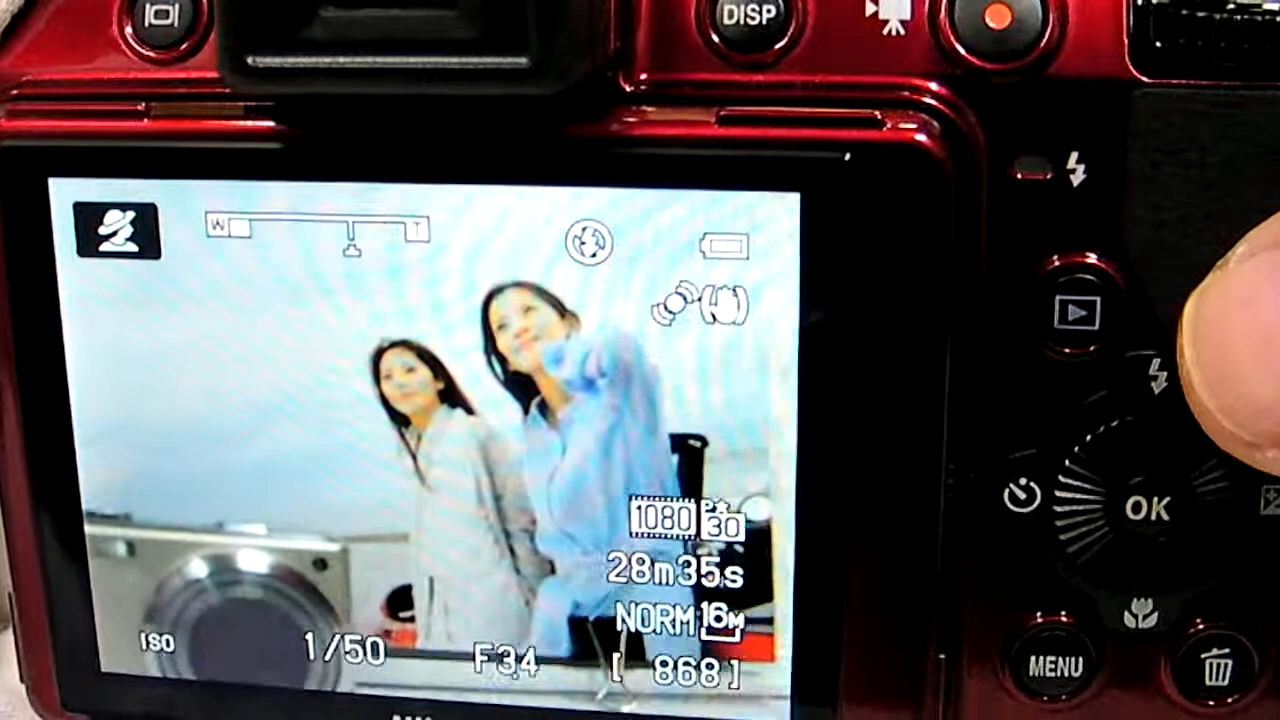 DISP
W T
1080 P★ 30
28m35s
NORM 16M
ISO 1/50 F3.4 [ 868]
OK
MENU